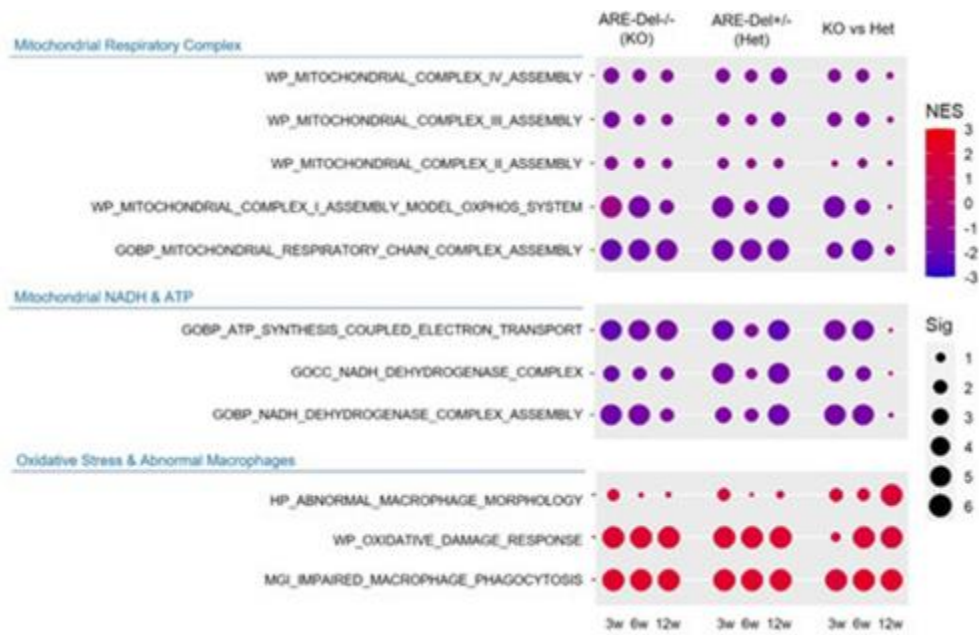 ARE-Del-/-
(KO)
ARE-Del+/-
(Het)
KO vs Het
Mitochondrial Respiratory Complex
WP_MITOCHONDRIAL_COMPLEX_IV_ASSEMBLY
WP_MITOCHONDRIAL_COMPLEX_III_ASSEMBLY
WP_MITOCHONDRIAL_COMPLEX_II_ASSEMBLY
WP_MITOCHONDRIAL_COMPLEX_I_ASSEMBLY_MODEL_OXPHOS_SYSTEM
GOBP_MITOCHONDRIAL_RESPIRATORY_CHAIN_COMPLEX_ASSEMBLY
Mitochondrial NADH & ATP
GOBP_ATP_SYNTHESIS_COUPLED_ELECTRON_TRANSPORT
GOCC_NADH_DEHYDROGENASE_COMPLEX
GOBP_NADH_DEHYDROGENASE_COMPLEX_ASSEMBLY
Oxidative Stress & Abnormal Macrophages
HP_ABNORMAL_MACROPHAGE_MORPHOLOGY
WP_OXIDATIVE_DAMAGE_RESPONSE
MGI_IMPAIRED_MACROPHAGE_PHAGOCYTOSIS
3w 6w 12w
3w 6w 12w
3w 6w 12w
NES
3
2
1
0
-1
-2
-3
Sig
1
2
3
4
5
6